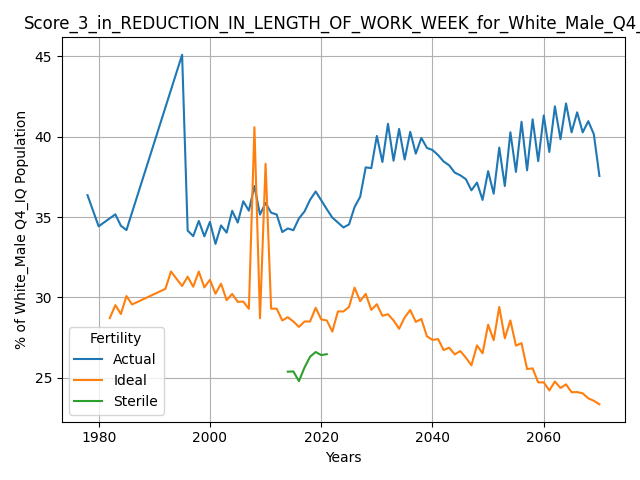 Score_3_in_REDUCTION_IN_LENGTH_OF_WORK_WEEK_for_White_Male_Q4_
45
40
35
30
25
% of White_Male Q4_IQ Population
Fertility
Actual
Ideal
Sterile
1980
2000
2020
2040
2060
Years